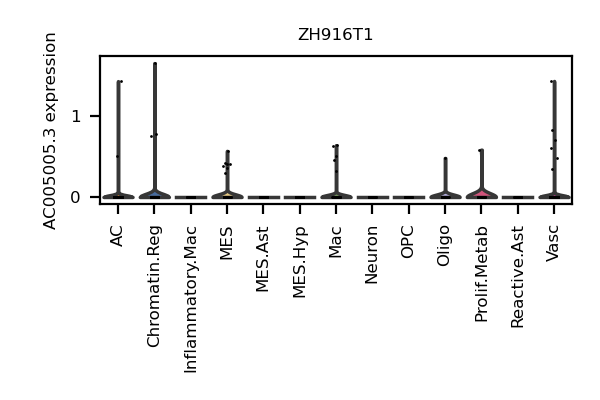 ZH916T1
AC005005.3 expression
1
0
AC
Chromatin.Reg
Inflammatory.Mac
MES
MES.Ast
MES.Hyp
Mac
Neuron
OPC
Oligo
Prolif.Metab
Reactive.Ast
Vasc